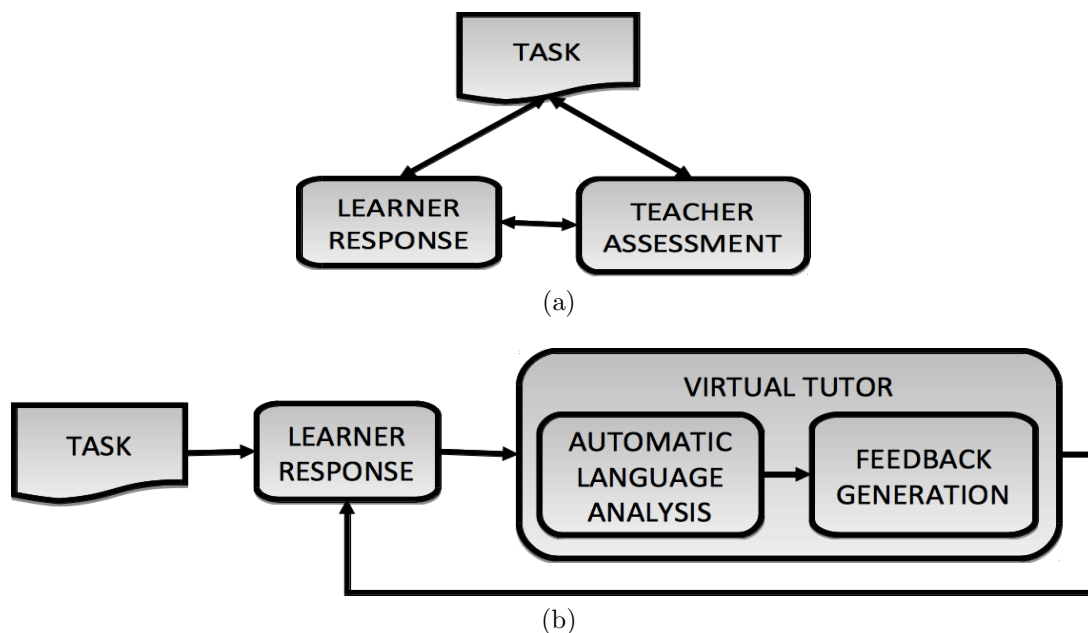 TASK
LEARNER
RESPONSE
TEACHER
ASSESSMENT
(a)
TASK
LEARNER
RESPONSE
VIRTUAL TUTOR
AUTOMATIC
LANGUAGE
ANALYSIS
FEEDBACK
GENERATION
(b)